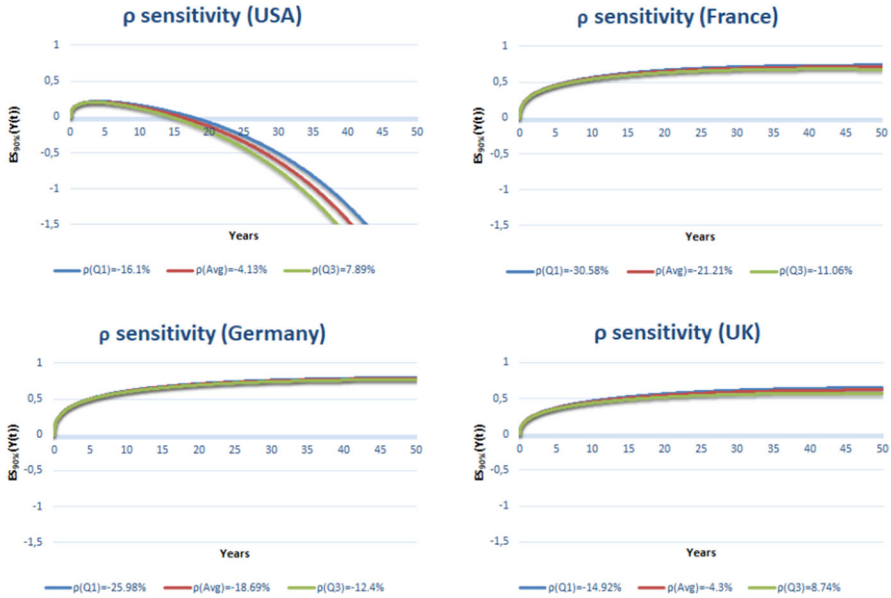 ρ sensitivity (USA)
1
0,5
0
-0,5
-1
-1,5
0 5 10 15 20 25 30 35 40 45 50
ES90%(Y(t))
Years
ρ(Q1)=-16.1% ρ(Avg)=-4.13% ρ(Q3)=7.89%
ρ sensitivity (France)
1
0,5
0
-0,5
-1
-1,5
0 5 10 15 20 25 30 35 40 45 50
ES90%(Y(t))
Years
ρ(Q1)=-30.58% ρ(Avg)=-21.21% ρ(Q3)=-11.06%
ρ sensitivity (Germany)
1
0,5
0
-0,5
-1
-1,5
0 5 10 15 20 25 30 35 40 45 50
ES90%(Y(t))
Years
ρ(Q1)=-25.98% ρ(Avg)=-18.69% ρ(Q3)=-12.4%
ρ sensitivity (UK)
1
0,5
0
-0,5
-1
-1,5
0 5 10 15 20 25 30 35 40 45 50
ES90%(Y(t))
Years
ρ(Q1)=-14.92% ρ(Avg)=-4.3% ρ(Q3)=8.74%